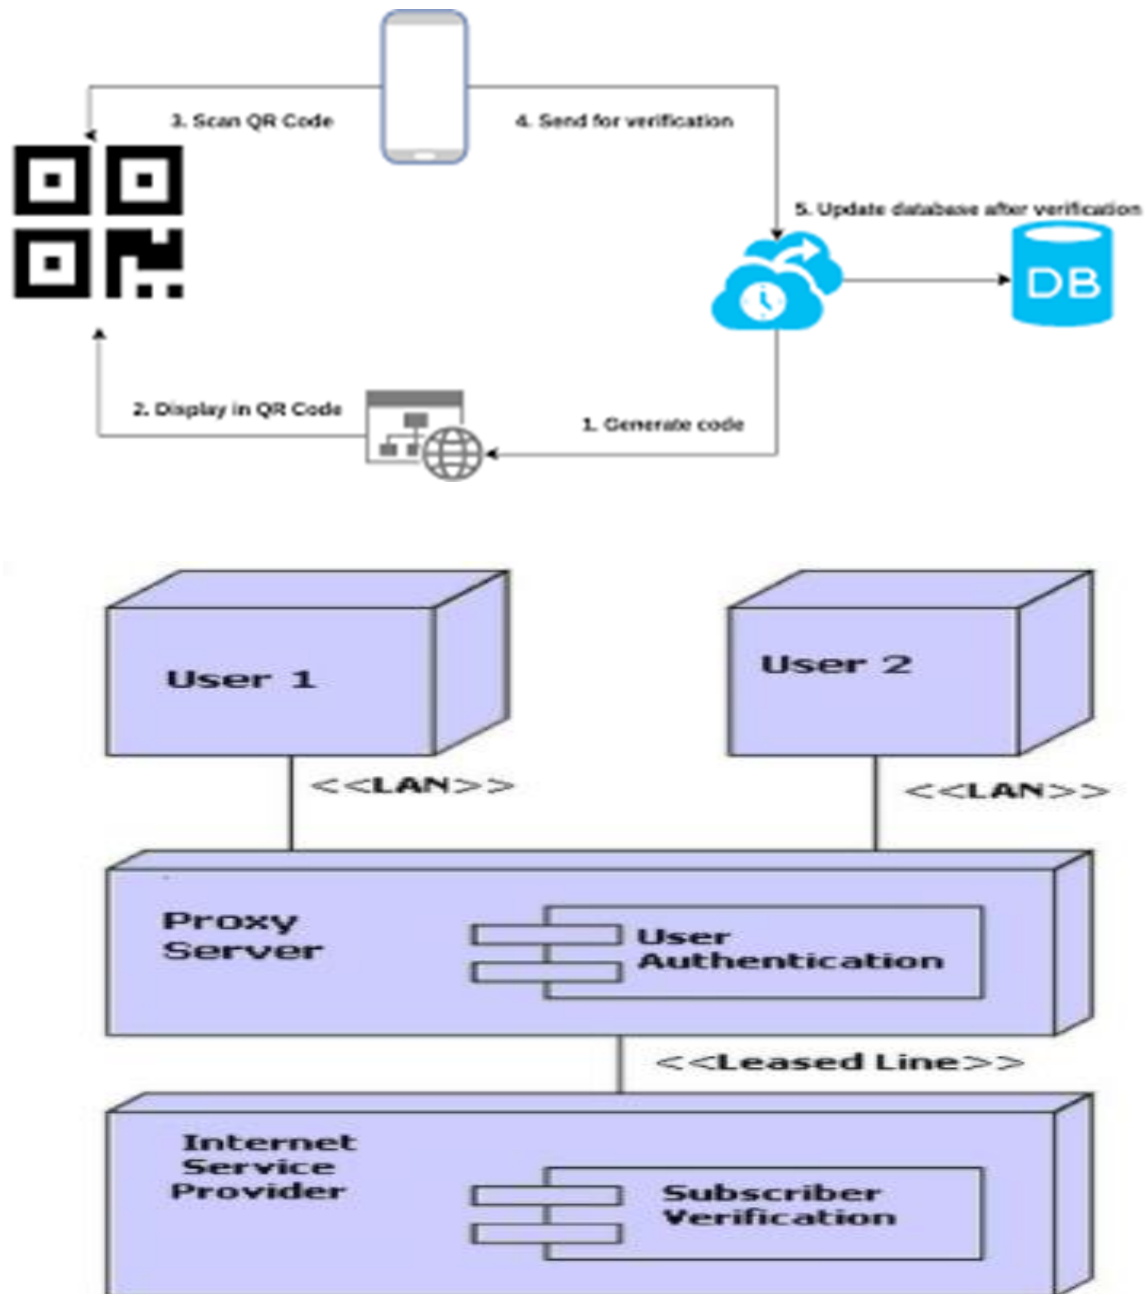 3. Scan QR Code
4. Send for verification
5. Update database after verification
DB
2. Display in QR Code
1. Generate code
User 1
User 2
<<LAN>>
<<LAN>>
Proxy
Server
User
Authentication
<<Leased Line>>
Internet
Service
Provider
Subscriber
Verification